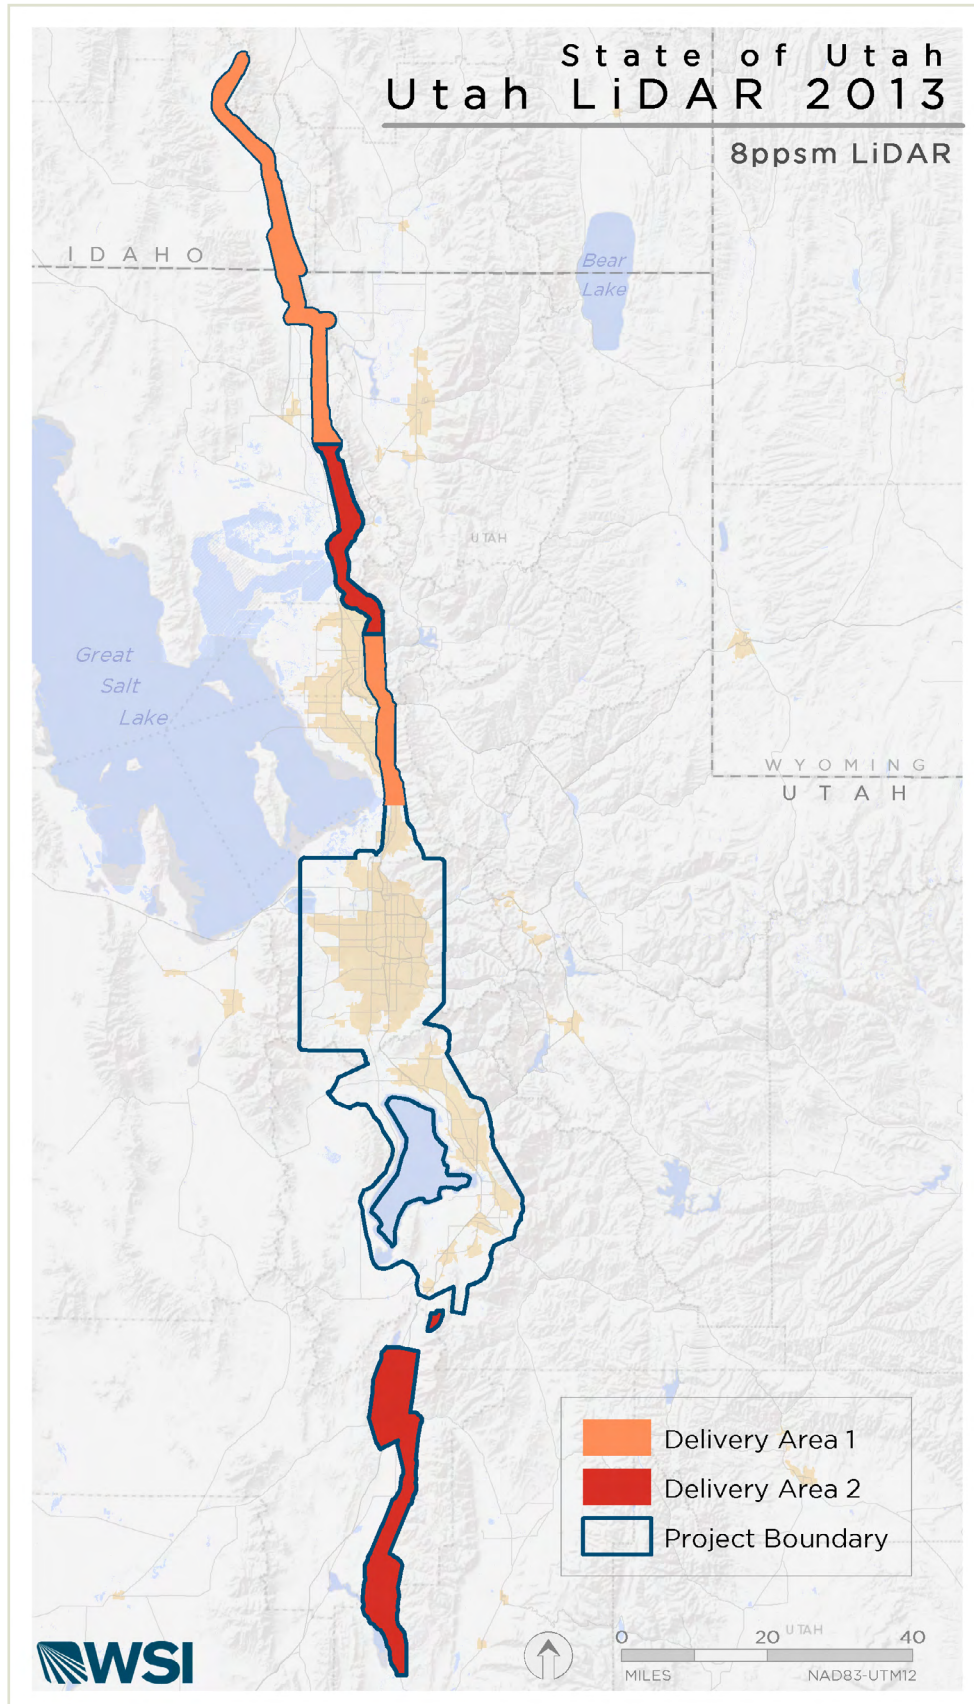 State of Utah
Utah LiDAR 2013
8ppsm LiDAR
IDAHO
Bear
Lake
UTAH
Great
Salt
Lake
WYOMING
UTAH
Delivery Area 1
Delivery Area 2
Project Boundary
WSI
0 20 UTAH 40
MILES NAD83-UTM12